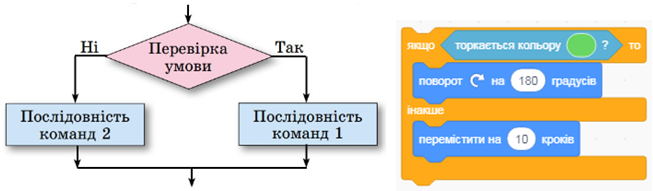 Перевірка
умови
Ні
Так
Послідовність
команд 2
Послідовність
команд 1
якщо торкається кольору ? то
поворот на 180 градусів
інакше
перемістити на 10 кроків